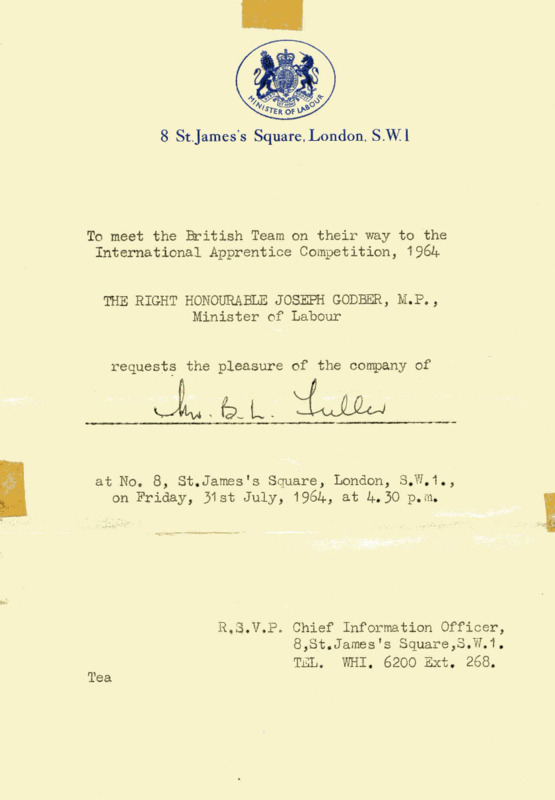 MINISTER OF LABOUR
8 St. James's Square, London, S.W.1
To meet the British Team on their way to the
International Apprentice Competition, 1964
THE RIGHT HONOURABLE JOSEPH GODBER, M.P.,
Minister of Labour
requests the pleasure of the company of
Mr. B. L. Fuller
at No. 8, St.James's Square, London, S.W.1.,
on Friday, 31st July, 1964, at 4.30 p.m.
R.S.V.P. Chief Information Officer,
8,St.James's Square,S.W.1.
TEL. WHI. 6200 Ext. 268.
Tea